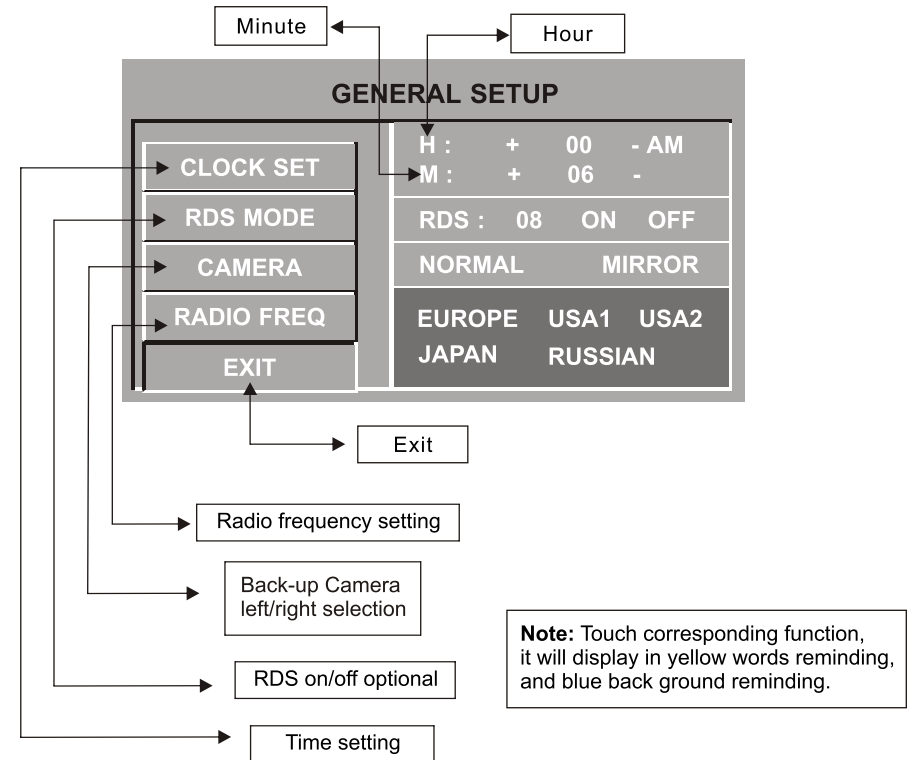 Minute
Hour
GENERAL SETUP
CLOCK SET
RDS MODE
CAMERA
RADIO FREQ
EXIT
H : + 00 - AM
M : + 06 -
RDS : 08 ON OFF
NORMAL MIRROR
EUROPE USA1 USA2
JAPAN RUSSIAN
Exit
Radio frequency setting
Back-up Camera
left/right selection
RDS on/off optional
Time setting
Note: Touch corresponding function,
it will display in yellow words reminding,
and blue back ground reminding.